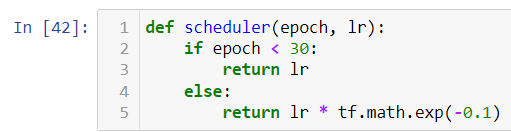 In [42]:
1 def scheduler(epoch, lr):
2     if epoch < 30:
3         return lr
4     else:
5         return lr * tf.math.exp(-0.1)